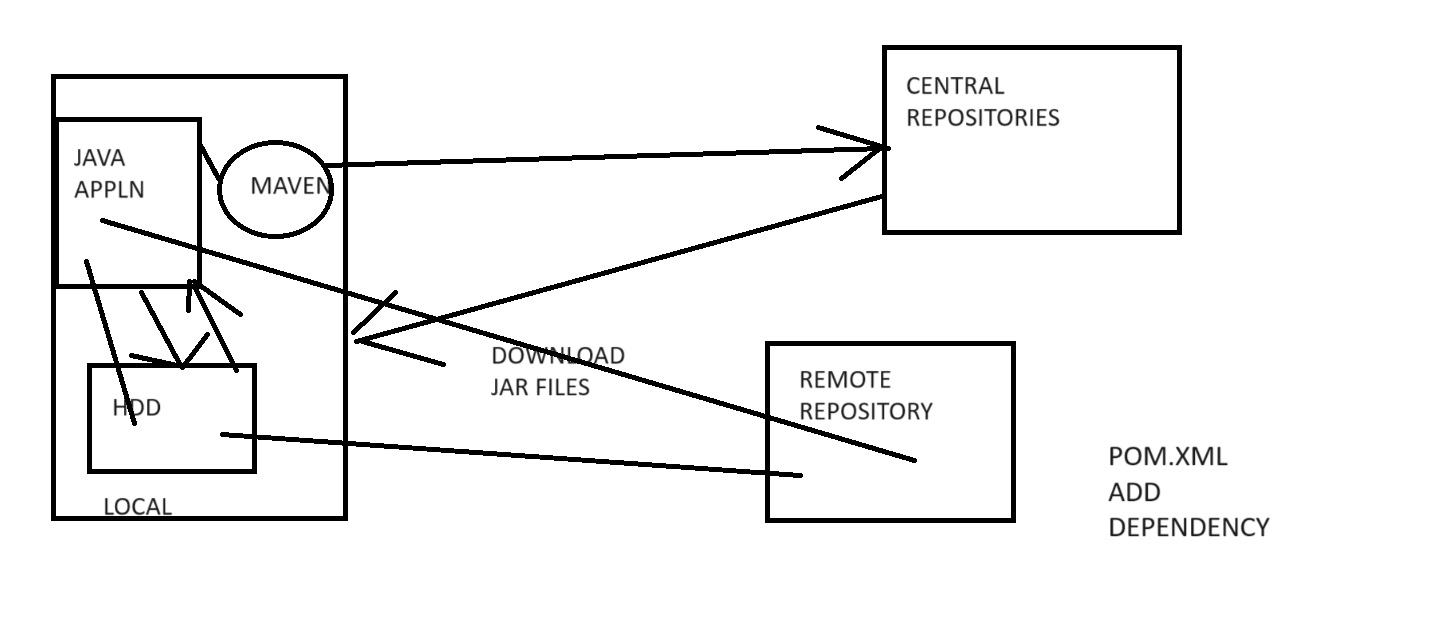 JAVA
APPLN
MAVEN
HDD
LOCAL
DOWNLOAD
JAR FILES
CENTRAL
REPOSITORIES
REMOTE
REPOSITORY
POM.XML
ADD
DEPENDENCY